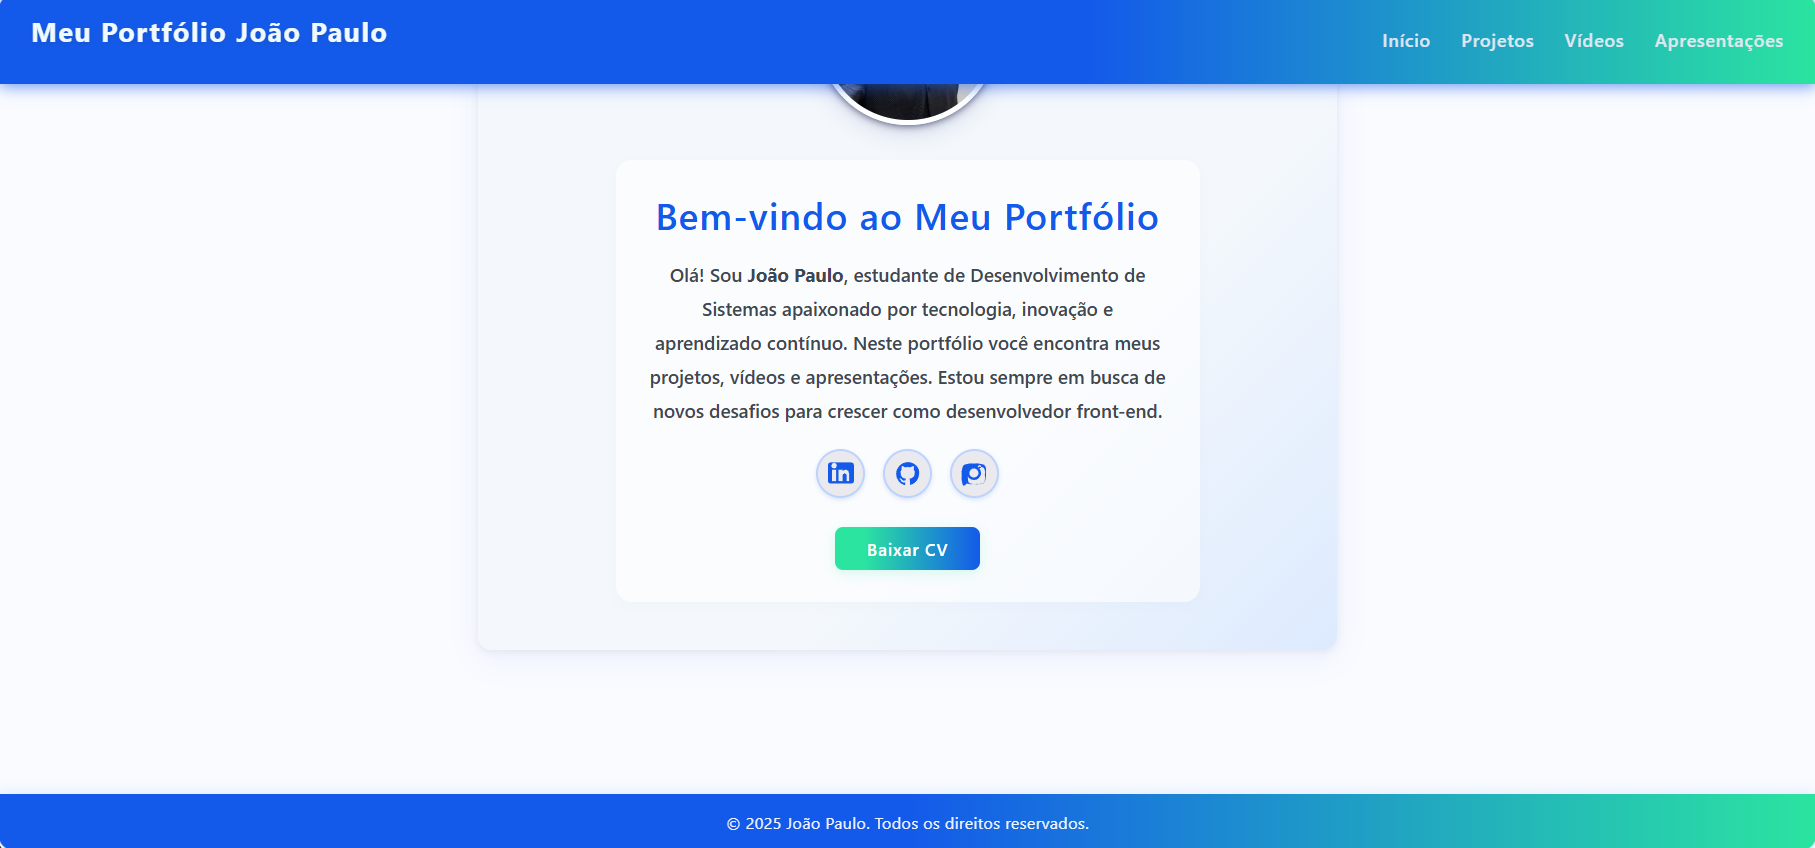 Meu Portfólio João Paulo
Início
Projetos
Vídeos
Apresentações
Bem-vindo ao Meu Portfólio
Olá! Sou João Paulo, estudante de Desenvolvimento de
Sistemas apaixonado por tecnologia, inovação e
aprendizado contínuo. Neste portfólio você encontra meus
projetos, vídeos e apresentações. Estou sempre em busca de
novos desafios para crescer como desenvolvedor front-end.
in
Baixar CV
© 2025 João Paulo. Todos os direitos reservados.